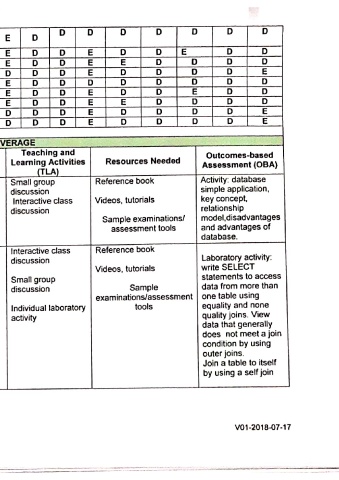 E D D D D D D D D
E D D E D D E D D
E D D E E D D D D
D D D E D D D D E
E D D E D D D D D
E D D E D D E D D
E D D E E D D D D
D D D E D D D D E
D D D E D D D D E
VERAGE
Teaching and
Learning Activities
(TLA)
Resources Needed
Outcomes-based
Assessment (OBA)
Small group
discussion
Interactive class
discussion
Reference book
Videos, tutorials
Sample examinations/
assessment tools
Activity: database
simple application,
key concept,
relationship
model,disadvantages
and advantages of
database.
Interactive class
discussion
Small group
discussion
Individual laboratory
activity
Reference book
Videos, tutorials
Sample
examinations/assessment
tools
Laboratory activity:
write SELECT
statements to access
data from more than
one table using
equality and none
quality joins. View
data that generally
does not meet a join
condition by using
outer joins.
Join a table to itself
by using a self join
V01-2018-07-17